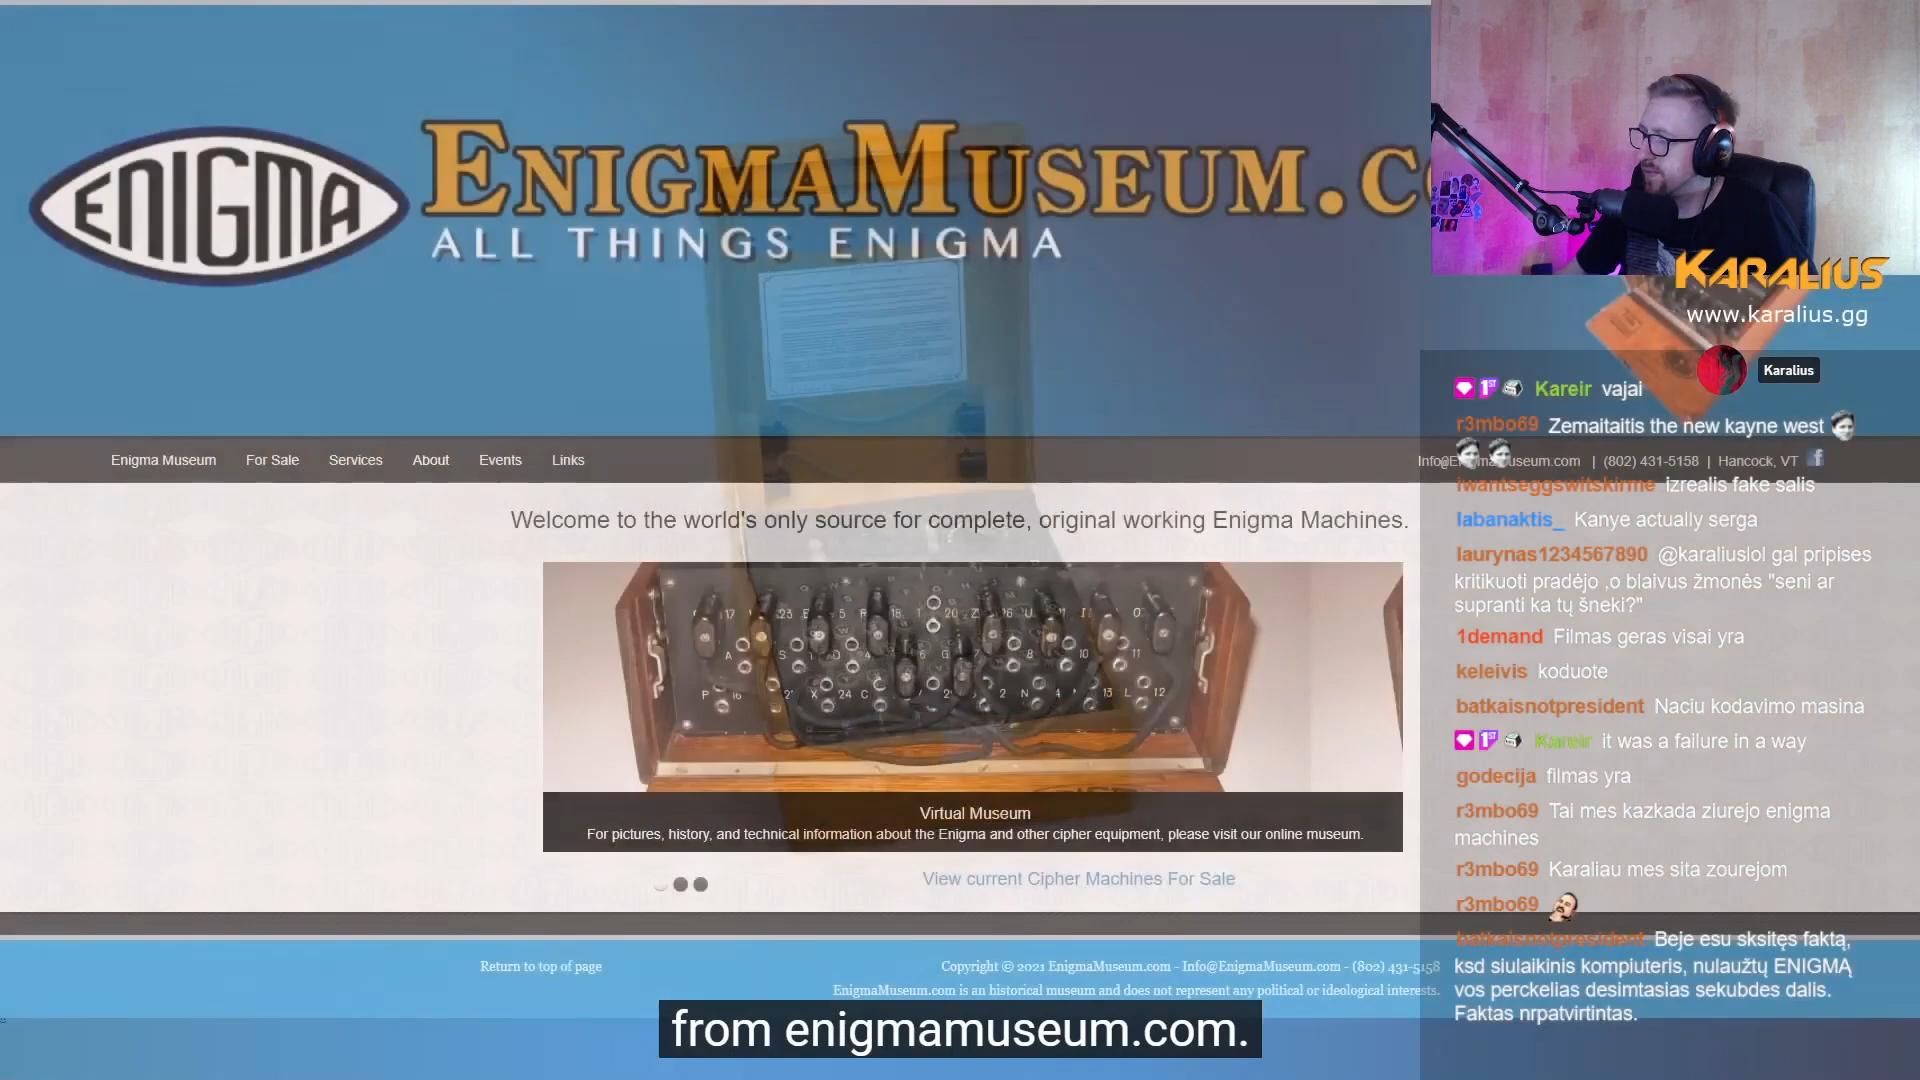 ENIGMA
ENIGMAMUSEUM.C
ALL THINGS ENIGMA
Enigma Museum
For Sale
Services
About
Events
Links
| (802) 431-5158 | Hancock, VT
Welcome to the world's only source for complete, original working Enigma Machines.
Virtual Museum
For pictures, history, and technical information about the Enigma and other cipher equipment, please visit our online museum.
View current Cipher Machines For Sale
Return to top of page
Copyright © 2021 EnigmaMuseum.com - Info@EnigmaMuseum.com - (802) 431-5158
EnigmaMuseum.com is an historical museum and does not represent any political or ideological interests.
from enigmamuseum.com.
KARALIUS
www.karalius.gg
Karalius
1ST Kareir vajai
r3mbo69 Zemaitaitis the new kayne west
iwantseggswitskirme izrealis fake salis
labanaktis_ Kanye actually serga
laurynas1234567890 @karaliuslol gal pripises
kritikuoti pradėjo ,o blaivus žmonės "seni ar
supranti ka tų šneki?"
1demand Filmas geras visai yra
keleivis koduote
batkaisnotpresident Naciu kodavimo masina
1ST Kareir it was a failure in a way
godecija filmas yra
r3mbo69 Tai mes kazkada ziurejo enigma
machines
r3mbo69 Karaliau mes sita zourejom
r3mbo69
batkaisnotpresident Beje esu sksitęs faktą,
ksd siulaikinis kompiuteris, nulaužtų ENIGMĄ
vos perckelias desimtasias sekubdes dalis.
Faktas nrpatvirtintas.